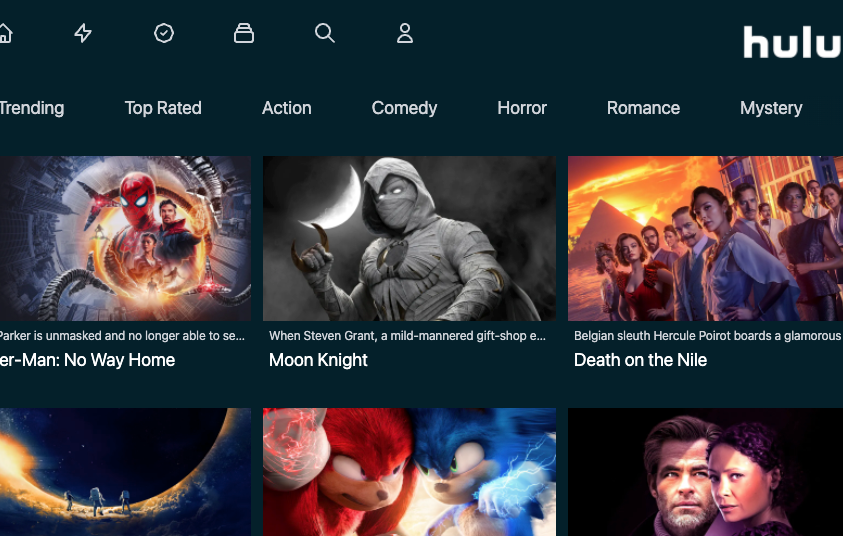 hulu
Trending
Top Rated
Action
Comedy
Horror
Romance
Mystery
Parker is unmasked and no longer able to se...
er-Man: No Way Home
When Steven Grant, a mild-mannered gift-shop e...
Moon Knight
Belgian sleuth Hercule Poirot boards a glamorous
Death on the Nile